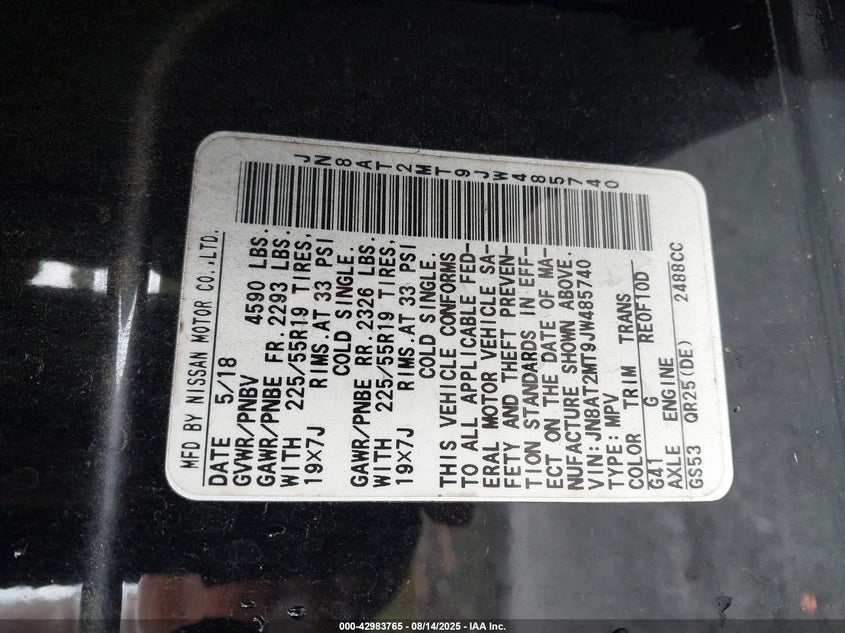 MFD BY NISSAN MOTOR CO.,LTD.
DATE 5/18
GVWR/PNBV 4590 LBS.
GAWR/PNBE FR.2293 LBS.
WITH 225/55R19 TIRES,
19X7J RIMS.AT 33 PSI
COLD SINGLE.
GAWR/PNBE RR.2326 LBS.
WITH 225/55R19 TIRES,
19X7J RIMS.AT 33 PSI
COLD SINGLE.
THIS VEHICLE CONFORMS
TO ALL APPLICABLE FED-
ERAL MOTOR VEHICLE SA-
FETY AND THEFT PREVEN-
TION STANDARDS IN EFF-
ECT ON THE DATE OF MA-
NUFACTURE SHOWN ABOVE.
VIN:JN8AT2MT9JW485740
TYPE: MPV
COLOR TRIM TRANS
G41 G RE0F10D
AXLE ENGINE
GS53 QR25(DE) 2488CC
JN8AT2MT9JW485740
000-42983765 - 08/14/2025 - IAA Inc.